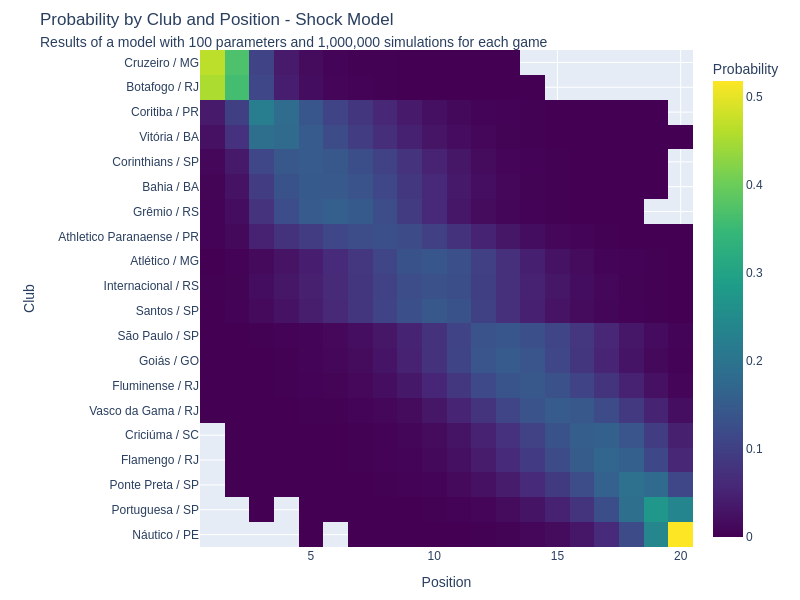 Probability by Club and Position - Shock Model
Results of a model with 100 parameters and 1,000,000 simulations for each game
Probability
Club
Cruzeiro / MG
Botafogo / RJ
Coritiba / PR
Vitória / BA
Corinthians / SP
Bahia / BA
Grêmio / RS
Athletico Paranaense / PR
Atlético / MG
Internacional / RS
Santos / SP
São Paulo / SP
Goiás / GO
Fluminense / RJ
Vasco da Gama / RJ
Criciúma / SC
Flamengo / RJ
Ponte Preta / SP
Portuguesa / SP
Náutico / PE
0.5
0.4
0.3
0.2
0.1
0
5
10
15
20
Position